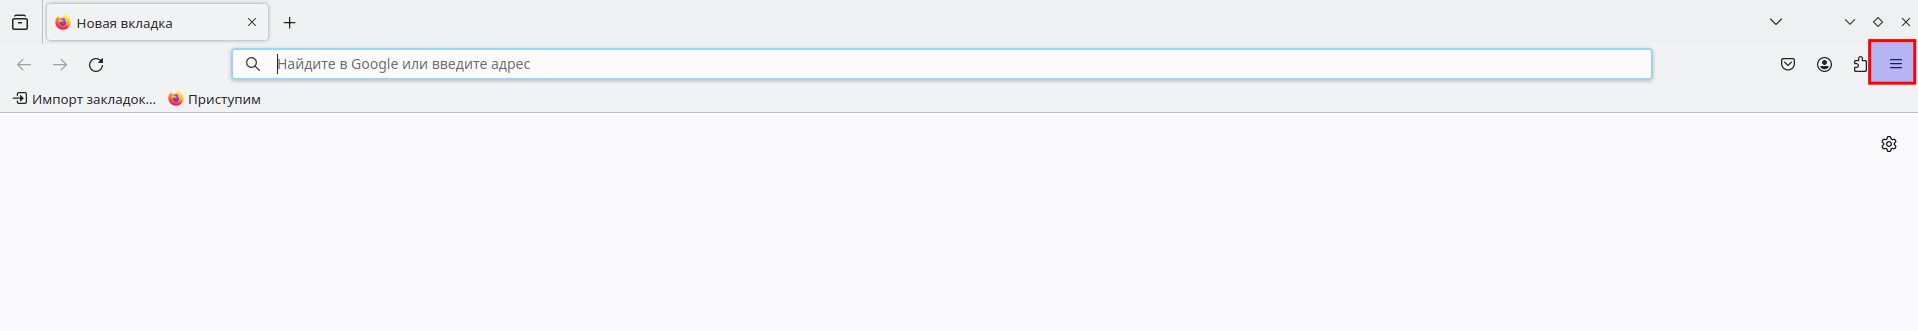 Новая вкладка
Найдите в Google или введите адрес
Импорт закладок... Приступим